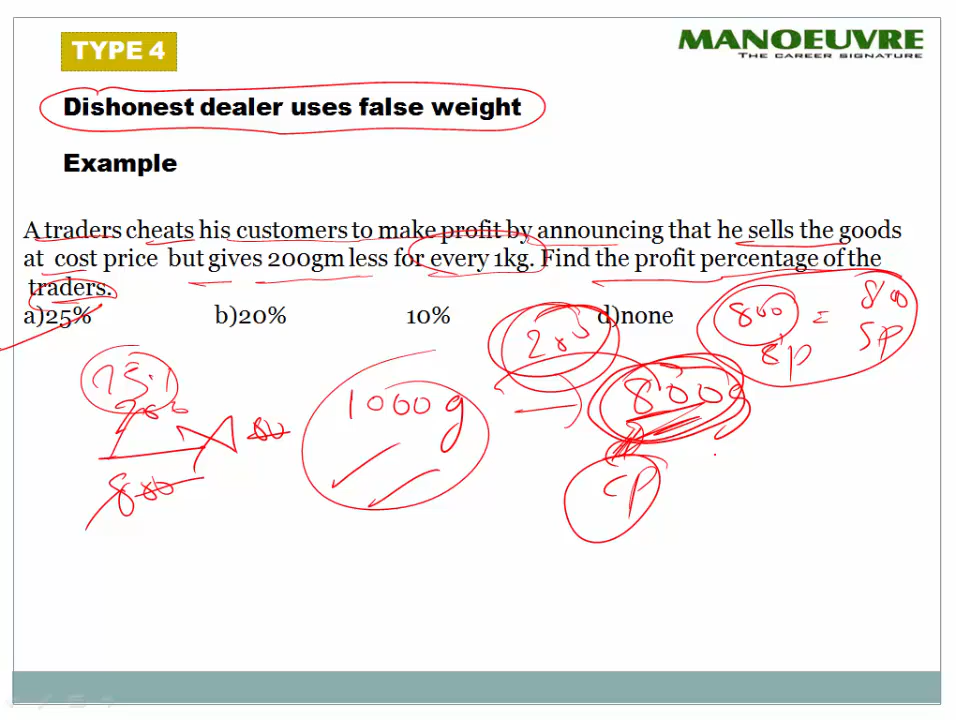 TYPE 4
MANOEUVRE
THE CAREER SIGNATURE
Dishonest dealer uses false weight
Example
A traders cheats his customers to make profit by announcing that he sells the goods
at cost price but gives 200gm less for every 1kg. Find the profit percentage of the
traders.
a)25% b)20% 10% d)none
800 = 800
SP SP
200
1000g
800g
CP
200
800